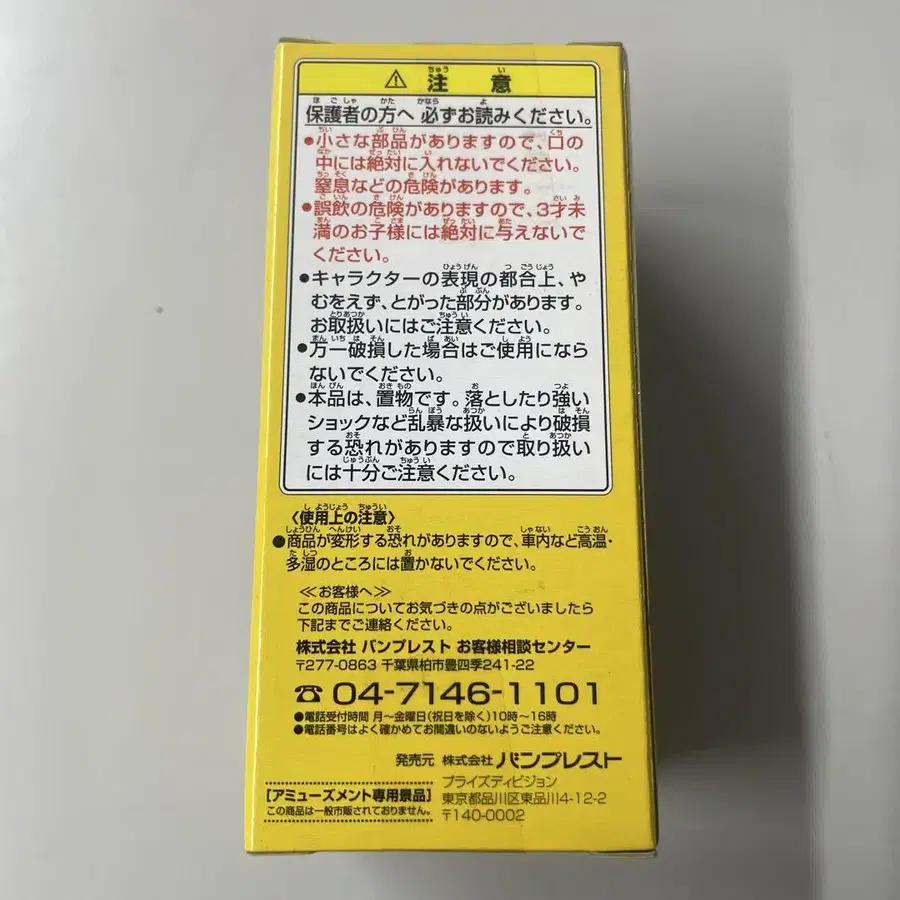 ⚠ 注意
保護者の方へ 必ずお読みください。
●小さな部品がありますので、口の
中には絶対に入れないでください。
窒息などの危険があります。
●誤飲の危険がありますので、3才未
満のお子様には絶対に与えないで
ください。
●キャラクターの表現の都合上、や
むをえず、とがった部分があります。
お取扱いにはご注意ください。
●万一破損した場合はご使用になら
ないでください。
●本品は、置物です。落としたり強い
ショックなど乱暴な扱いにより破損
する恐れがありますので取り扱い
には十分ご注意ください。
〈使用上の注意〉
●商品が変形する恐れがありますので、車内など高温・
多湿のところには置かないでください。
≪お客様へ≫
この商品についてお気づきの点がございましたら
下記までご連絡ください。
株式会社 バンプレスト お客様相談センター
〒277-0863 千葉県柏市豊四季241-22
☎ 04-7146-1101
●電話受付時間 月〜金曜日(祝日を除く)10時〜16時
●電話番号はよく確かめてお間違いのないようご注意ください。
発売元 株式会社 バンプレスト
プライズディビジョン
東京都品川区東品川4-12-2
〒140-0002
[アミューズメント専用景品]
この商品は一般市販されておりません。